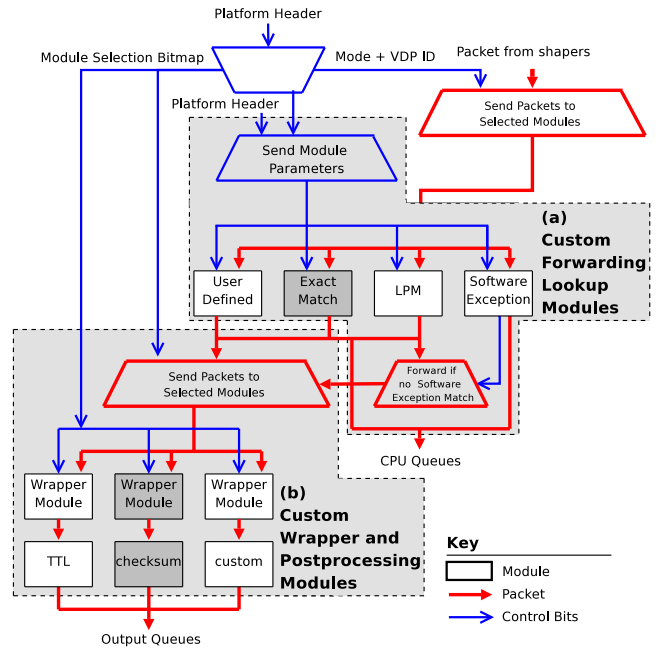 Platform Header
Module Selection Bitmap
Mode + VDP ID
Packet from shapers
Platform Header
Send Packets to
Selected Modules
Send Module
Parameters
(a)
Custom
Forwarding
Lookup
Modules
User
Defined
Exact
Match
LPM
Software
Exception
Send Packets to
Selected Modules
Forward if
no Software
Exception Match
CPU Queues
Wrapper
Module
Wrapper
Module
Wrapper
Module
(b)
Custom
Wrapper and
Postprocessing
Modules
TTL
checksum
custom
Output Queues
Key
Module
Packet
Control Bits